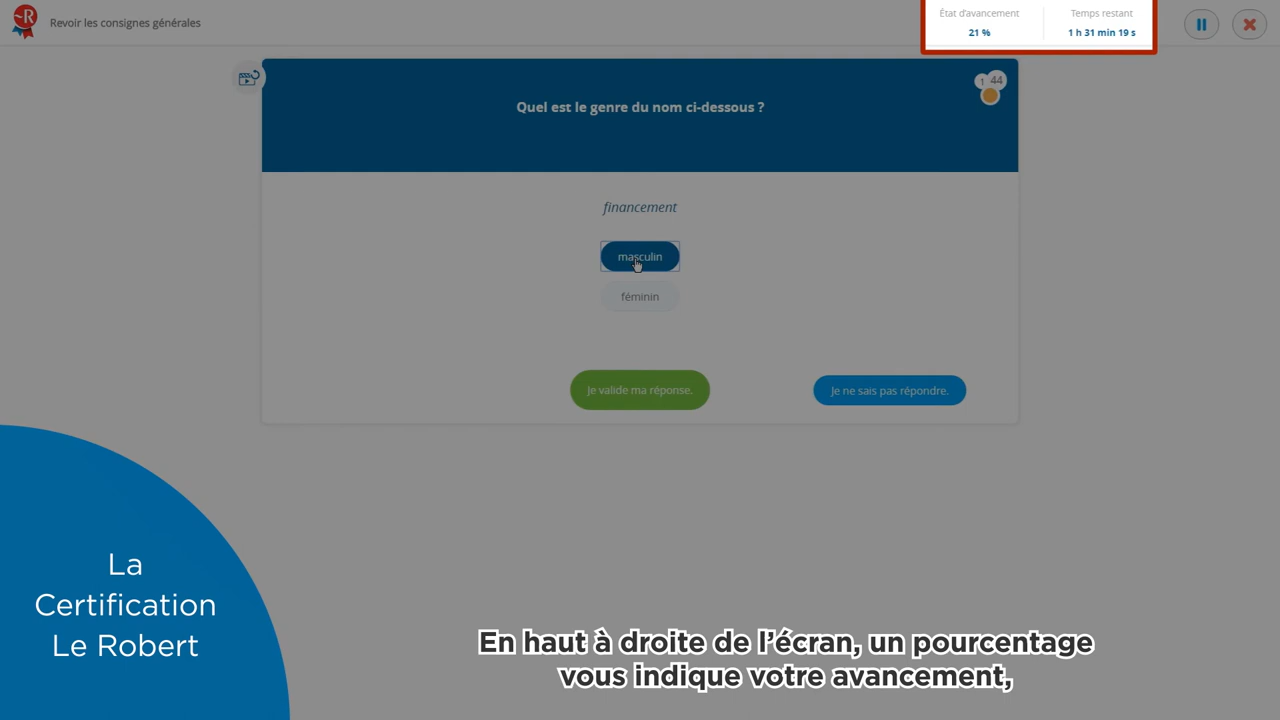 Revoir les consignes générales
État d'avancement
21 %
Temps restant
1 h 31 min 19 s
R
1 44
Quel est le genre du nom ci-dessous ?
financement
masculin
féminin
Je valide ma réponse.
Je ne sais pas répondre.
La
Certification
Le Robert
En haut à droite de l'écran, un pourcentage
vous indique votre avancement,